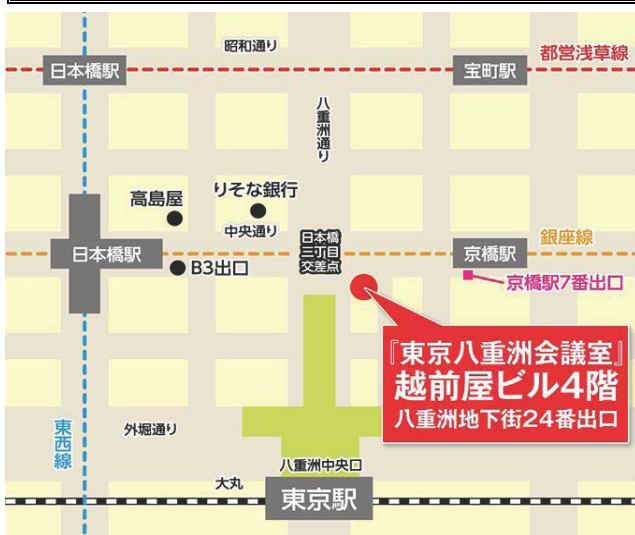 昭和通り
日本橋駅
宝町駅
都営浅草線
八重洲通り
高島屋
りそな銀行
中央通り
日本橋
三丁目
交差点
日本橋駅
B3出口
京橋駅
銀座線
京橋駅7番出口
『東京八重洲会議室』
越前屋ビル4階
八重洲地下街24番出口
東西線
外堀通り
八重洲中央口
大丸
東京駅